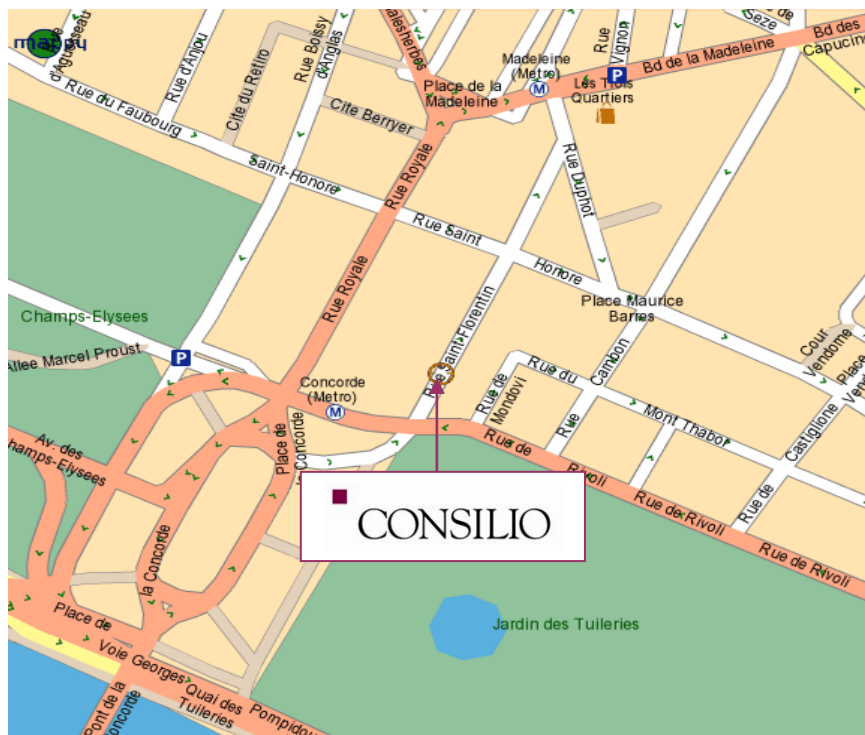 mappy
Rue
d'Aguesseau
Rue d'Anjou
Rue Boissy
d'Anglas
alesherbes
Rue
Vignon
de
Seze
Bd des
Capucin
Bd de la Madeleine
Madeleine
(Metro)
P
M
Les Trois
Quartiers
Place de la
Madeleine
Cite du Retiro
Cite Berryer
Rue du Faubourg
Saint-Honore
Rue Royale
Rue Saint
Honore
Rue Duphot
Rue Royale
Place Maurice
Barres
Champs-Elysees
P
Allee Marcel Proust
Rue Saint-Florentin
Concorde
(Metro)
M
Rue de
Mondovi
Rue du
Mont Thabor
Rue
Cambon
Cour
Vendome
Place
Ven
Castiglione
Rue de
Av. des
Champs-Elysees
Place de
la Concorde
Place de
Concorde
Rue de
Rivoli
Rue de Rivoli
Rue de Rivoli
CONSILIO
Jardin des Tuileries
Voie Georges
Pompidou
Quai des
Tuileries
Pont de la
Concorde